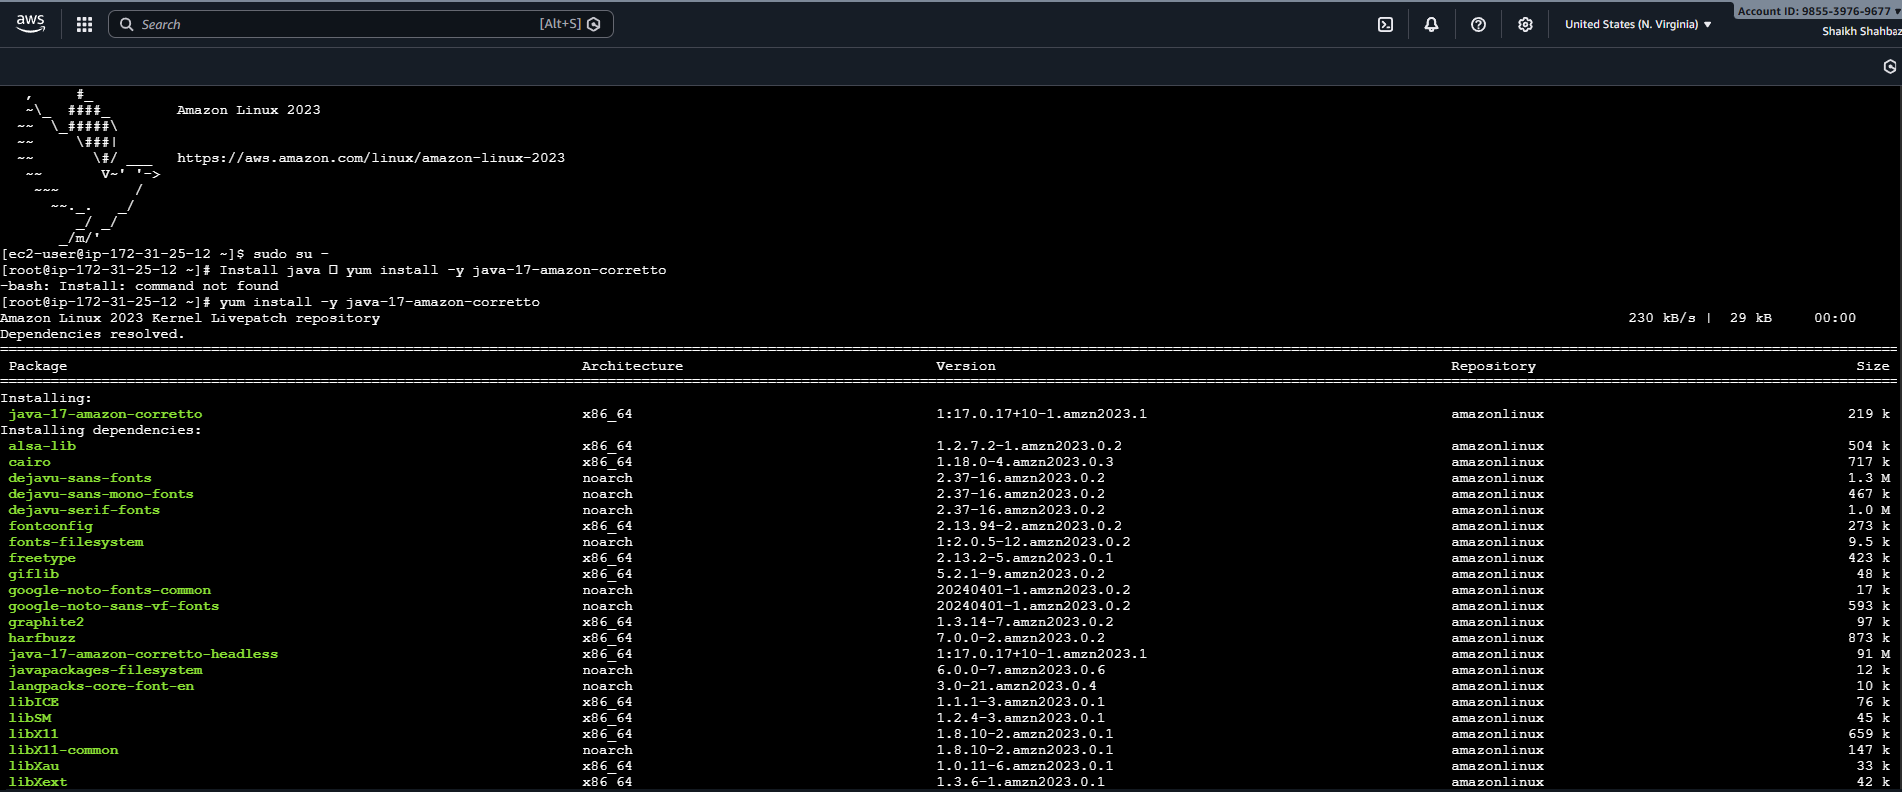 aws
Search [Alt+S]
United States (N. Virginia)
Account ID: 9855-3976-9677
Shaikh Shahbaz
, #_
~\_ ####_ Amazon Linux 2023
~~ \_#####\
~~ \###|
~~ \#/ ___ https://aws.amazon.com/linux/amazon-linux-2023
~~ V~' '->
~~~ /
~~._. _/
_/ _/
_/m/'
[ec2-user@ip-172-31-25-12 ~]$ sudo su -
[root@ip-172-31-25-12 ~]# Install java  yum install -y java-17-amazon-corretto
-bash: Install: command not found
[root@ip-172-31-25-12 ~]# yum install -y java-17-amazon-corretto
Amazon Linux 2023 Kernel Livepatch repository 230 kB/s | 29 kB 00:00
Dependencies resolved.
Package Architecture Version Repository Size
Installing:
java-17-amazon-corretto x86_64 1:17.0.17+10-1.amzn2023.1 amazonlinux 219 k
Installing dependencies:
alsa-lib x86_64 1.2.7.2-1.amzn2023.0.2 amazonlinux 504 k
cairo x86_64 1.18.0-4.amzn2023.0.3 amazonlinux 717 k
dejavu-sans-fonts noarch 2.37-16.amzn2023.0.2 amazonlinux 1.3 M
dejavu-sans-mono-fonts noarch 2.37-16.amzn2023.0.2 amazonlinux 467 k
dejavu-serif-fonts noarch 2.37-16.amzn2023.0.2 amazonlinux 1.0 M
fontconfig x86_64 2.13.94-2.amzn2023.0.2 amazonlinux 273 k
fonts-filesystem noarch 1:2.0.5-12.amzn2023.0.2 amazonlinux 9.5 k
freetype x86_64 2.13.2-5.amzn2023.0.1 amazonlinux 423 k
giflib x86_64 5.2.1-9.amzn2023.0.2 amazonlinux 48 k
google-noto-fonts-common noarch 20240401-1.amzn2023.0.2 amazonlinux 17 k
google-noto-sans-vf-fonts noarch 20240401-1.amzn2023.0.2 amazonlinux 593 k
graphite2 x86_64 1.3.14-7.amzn2023.0.2 amazonlinux 97 k
harfbuzz x86_64 7.0.0-2.amzn2023.0.2 amazonlinux 873 k
java-17-amazon-corretto-headless x86_64 1:17.0.17+10-1.amzn2023.1 amazonlinux 91 M
javapackages-filesystem noarch 6.0.0-7.amzn2023.0.6 amazonlinux 12 k
langpacks-core-font-en noarch 3.0-21.amzn2023.0.4 amazonlinux 10 k
libICE x86_64 1.1.1-3.amzn2023.0.1 amazonlinux 76 k
libSM x86_64 1.2.4-3.amzn2023.0.1 amazonlinux 45 k
libX11 x86_64 1.8.10-2.amzn2023.0.1 amazonlinux 659 k
libX11-common noarch 1.8.10-2.amzn2023.0.1 amazonlinux 147 k
libXau x86_64 1.0.11-6.amzn2023.0.1 amazonlinux 33 k
libXext x86_64 1.3.6-1.amzn2023.0.1 amazonlinux 42 k